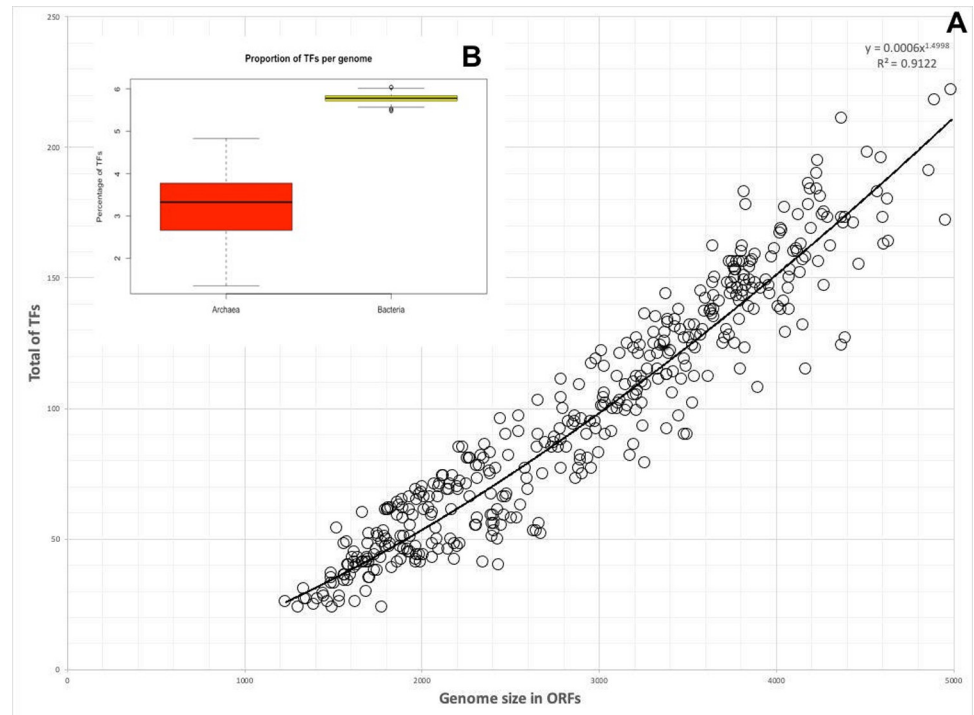 A
y = 0.0006x^1.4998
R² = 0.9122
B
Proportion of TFs per genome
Percentage of TFs
6
5
4
3
2
Archaea Bacteria
Total of TFs
250
200
150
100
50
0
0 1000 2000 3000 4000 5000
Genome size in ORFs